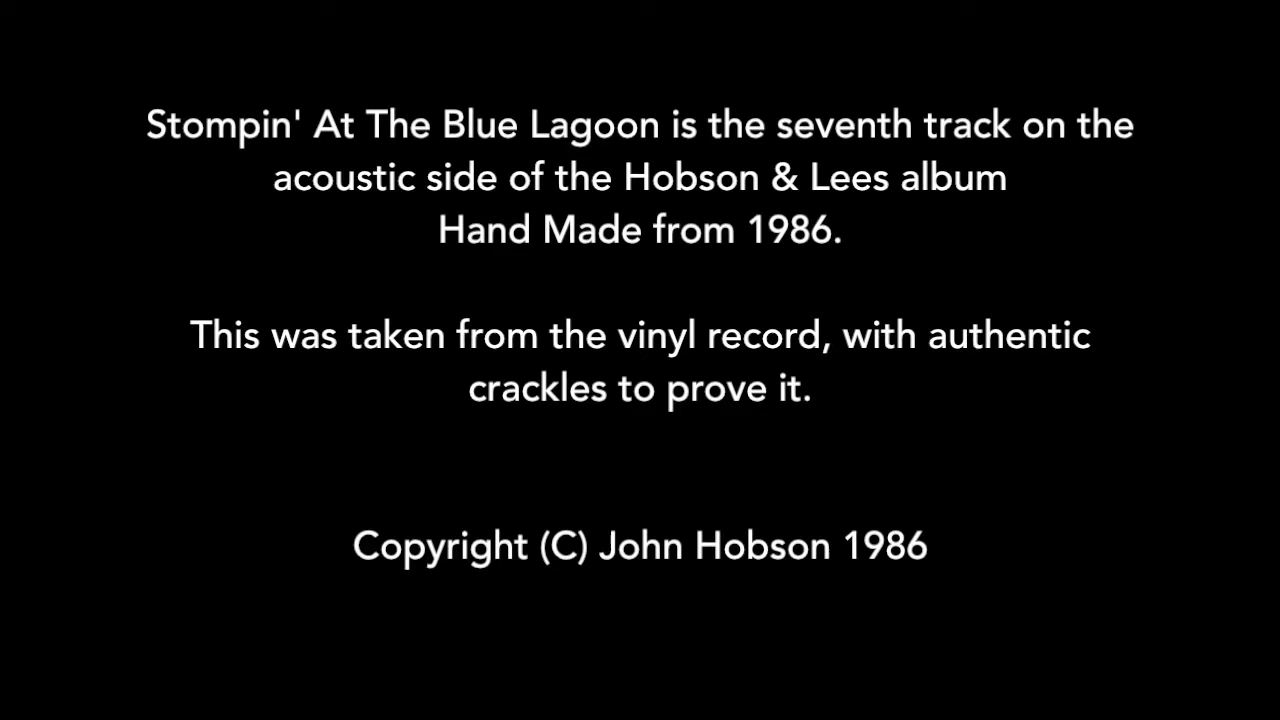 Stompin' At The Blue Lagoon is the seventh track on the
acoustic side of the Hobson & Lees album
Hand Made from 1986.
This was taken from the vinyl record, with authentic
crackles to prove it.
Copyright (C) John Hobson 1986